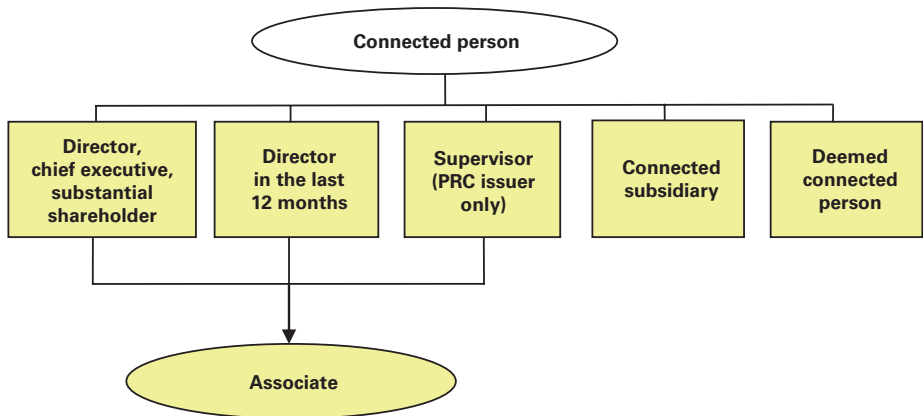 Connected person
Director,
chief executive,
substantial
shareholder
Director
in the last
12 months
Supervisor
(PRC issuer
only)
Connected
subsidiary
Deemed
connected
person
Associate